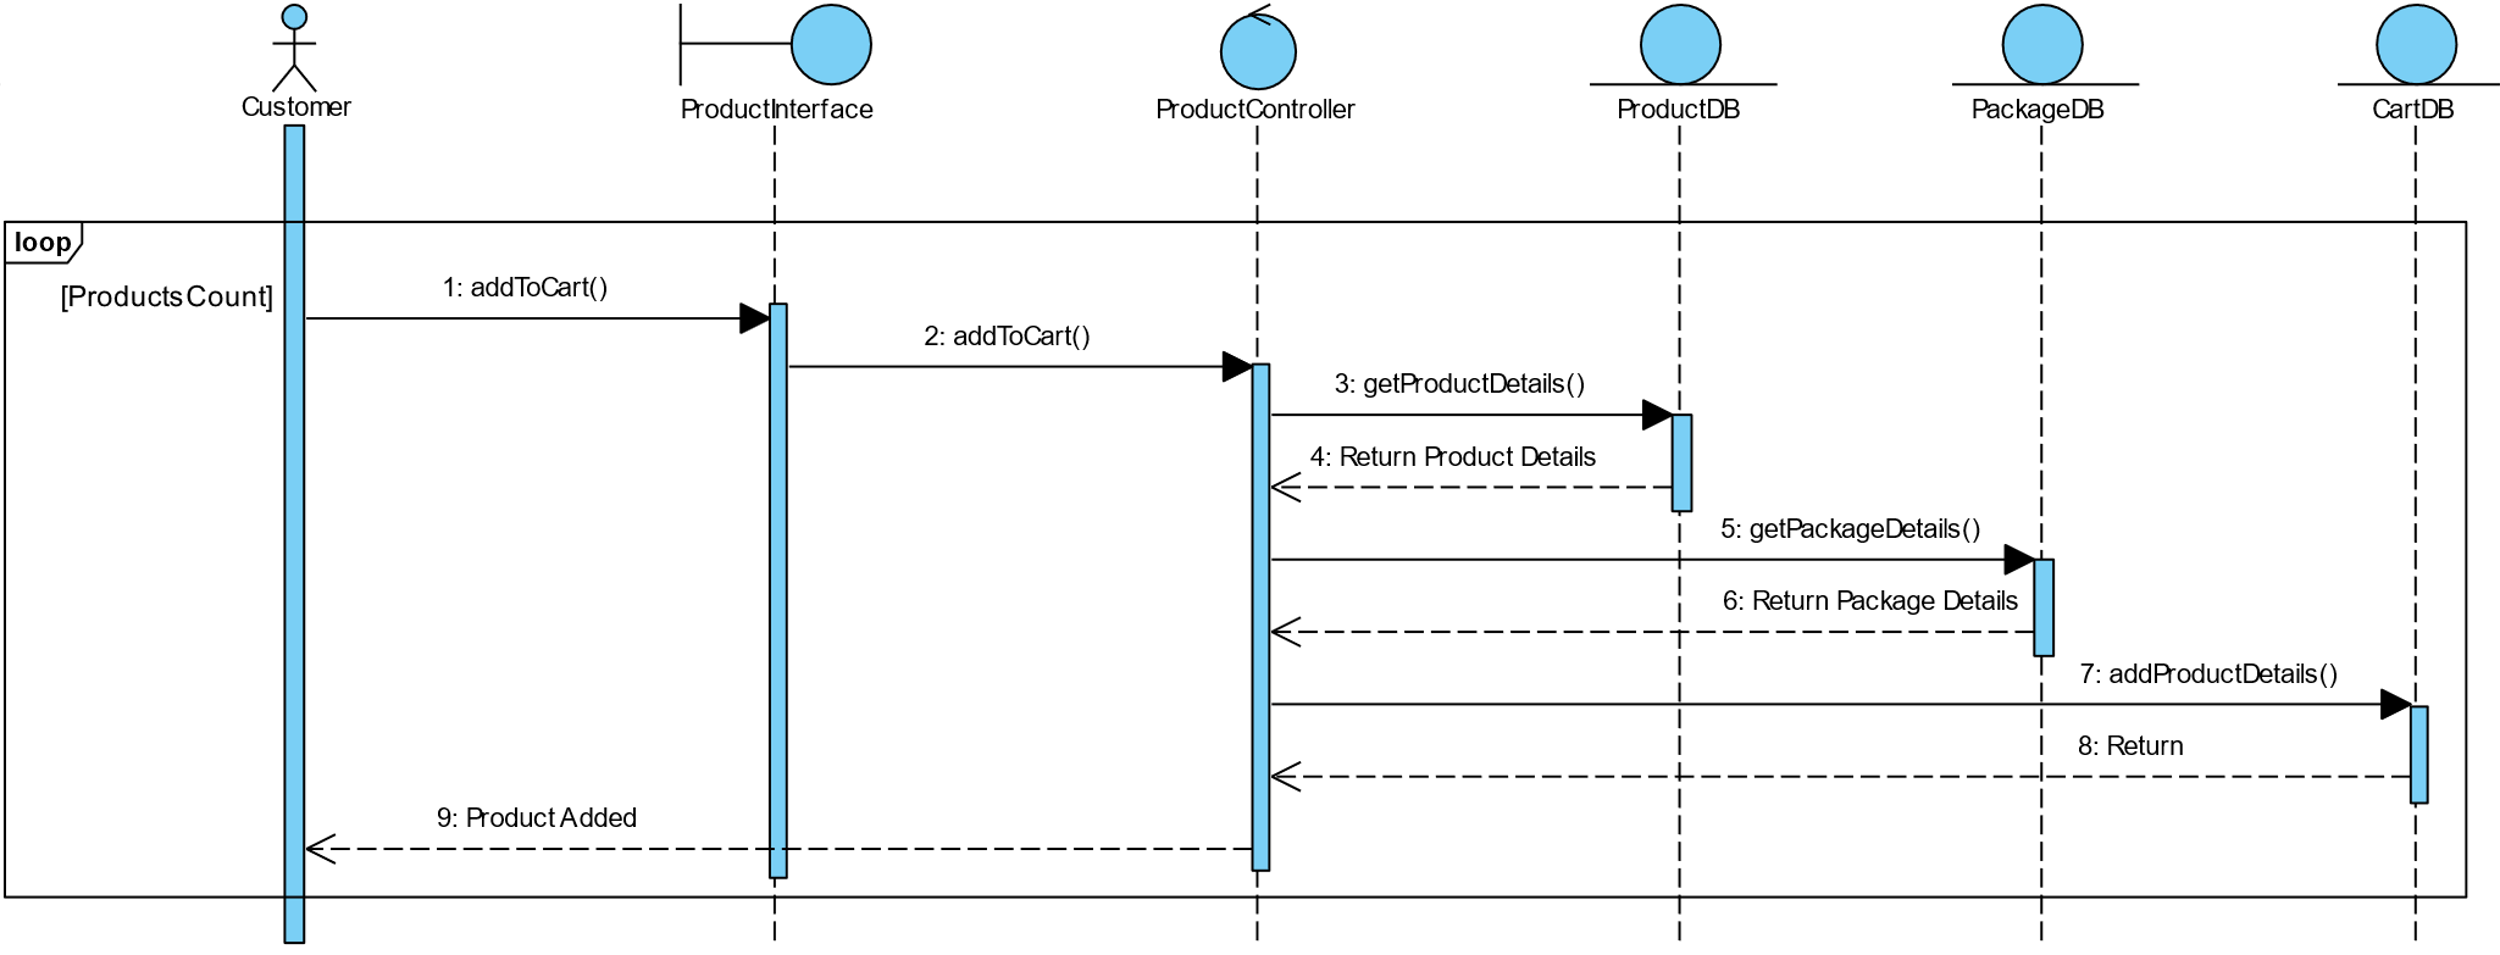 Customer
ProductInterface
ProductController
ProductDB
PackageDB
CartDB
loop
[Products Count]
1: addToCart()
2: addToCart()
3: getProductDetails()
4: Return Product Details
5: getPackageDetails()
6: Return Package Details
7: addProductDetails()
8: Return
9: Product Added